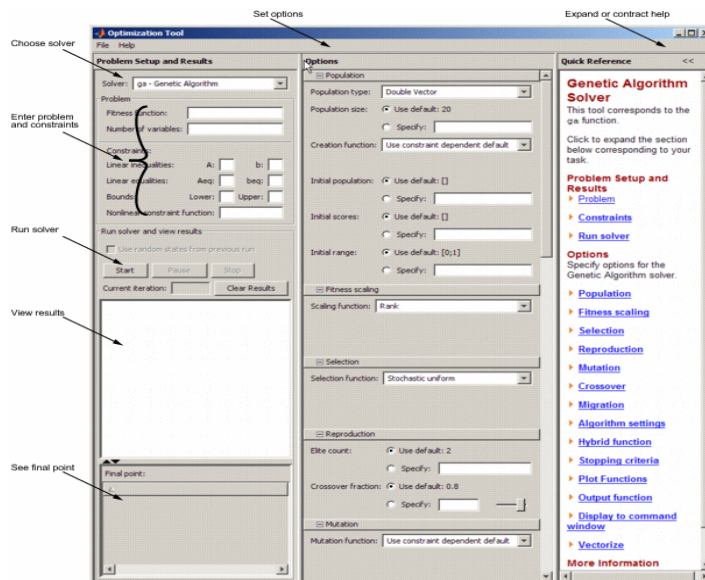 Set options
Expand or contract help
Optimization Tool
File Help
Choose solver
Problem Setup and Results
Solver: ga - Genetic Algorithm
Problem
Fitness function:
Number of variables:
Enter problem
and constraints
Constraints:
Linear inequalities: A: b:
Linear equalities: Aeq: beq:
Bounds: Lower: Upper:
Nonlinear constraint function:
Run solver and view results
Run solver
Use random states from previous run
Start Pause Stop
Current iteration: Clear Results
View results
See final point
Final point:
Options
Population
Population type: Double Vector
Population size: Use default: 20
Specify:
Creation function: Use constraint dependent default
Initial population: Use default: []
Specify:
Initial scores: Use default: []
Specify:
Initial range: Use default: [0;1]
Specify:
Fitness scaling
Scaling function: Rank
Selection
Selection function: Stochastic uniform
Reproduction
Elite count: Use default: 2
Specify:
Crossover fraction: Use default: 0.8
Specify:
Mutation
Mutation function: Use constraint dependent default
Quick Reference <<
Genetic Algorithm
Solver
This tool corresponds to the
ga function.
Click to expand the section
below corresponding to your
task.
Problem Setup and
Results
Problem
Constraints
Run solver
Options
Specify options for the
Genetic Algorithm solver.
Population
Fitness scaling
Selection
Reproduction
Mutation
Crossover
Migration
Algorithm settings
Hybrid function
Stopping criteria
Plot Functions
Output function
Display to command
window
Vectorize
More Information